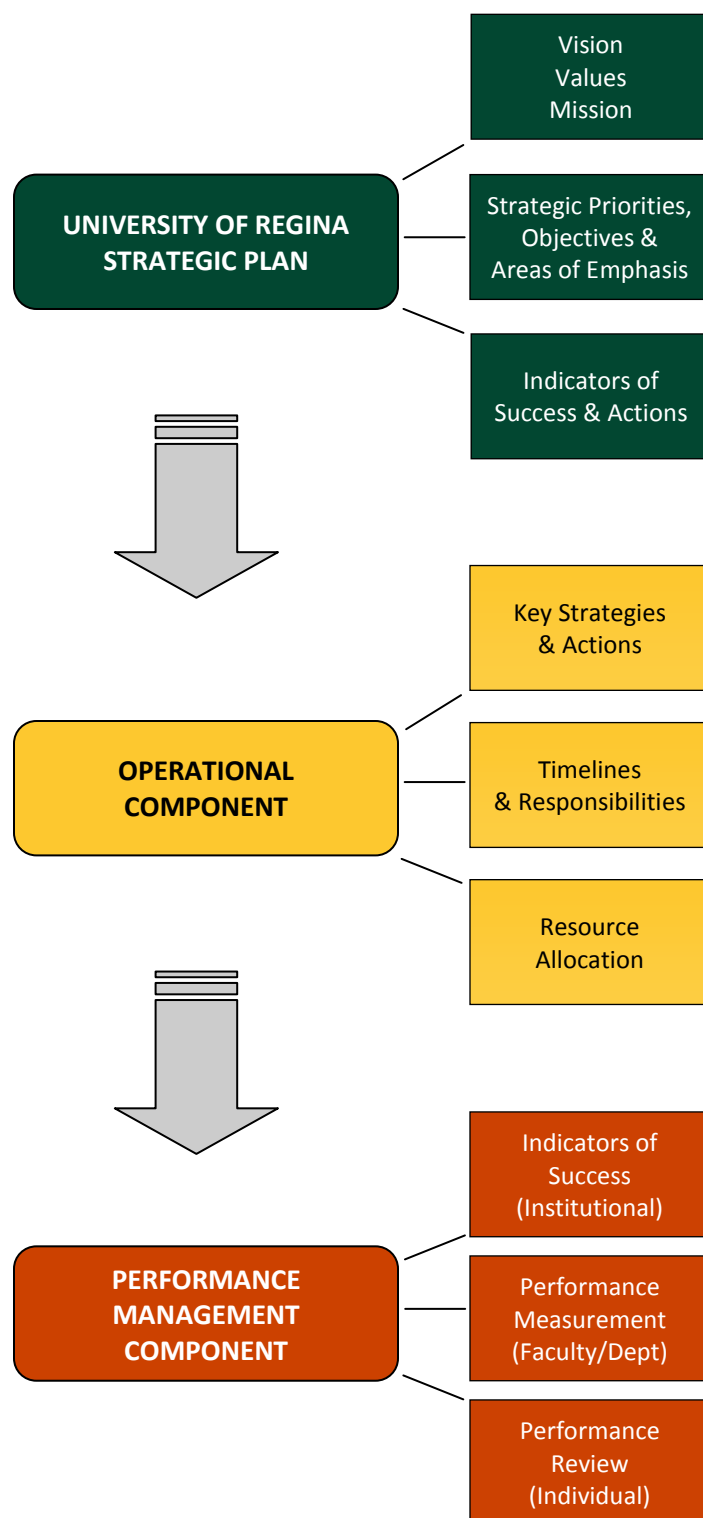 Vision
Values
Mission
UNIVERSITY OF REGINA
STRATEGIC PLAN
Strategic Priorities,
Objectives &
Areas of Emphasis
Indicators of
Success & Actions
Key Strategies
& Actions
OPERATIONAL
COMPONENT
Timelines
& Responsibilities
Resource
Allocation
Indicators of
Success
(Institutional)
PERFORMANCE
MANAGEMENT
COMPONENT
Performance
Measurement
(Faculty/Dept)
Performance
Review
(Individual)